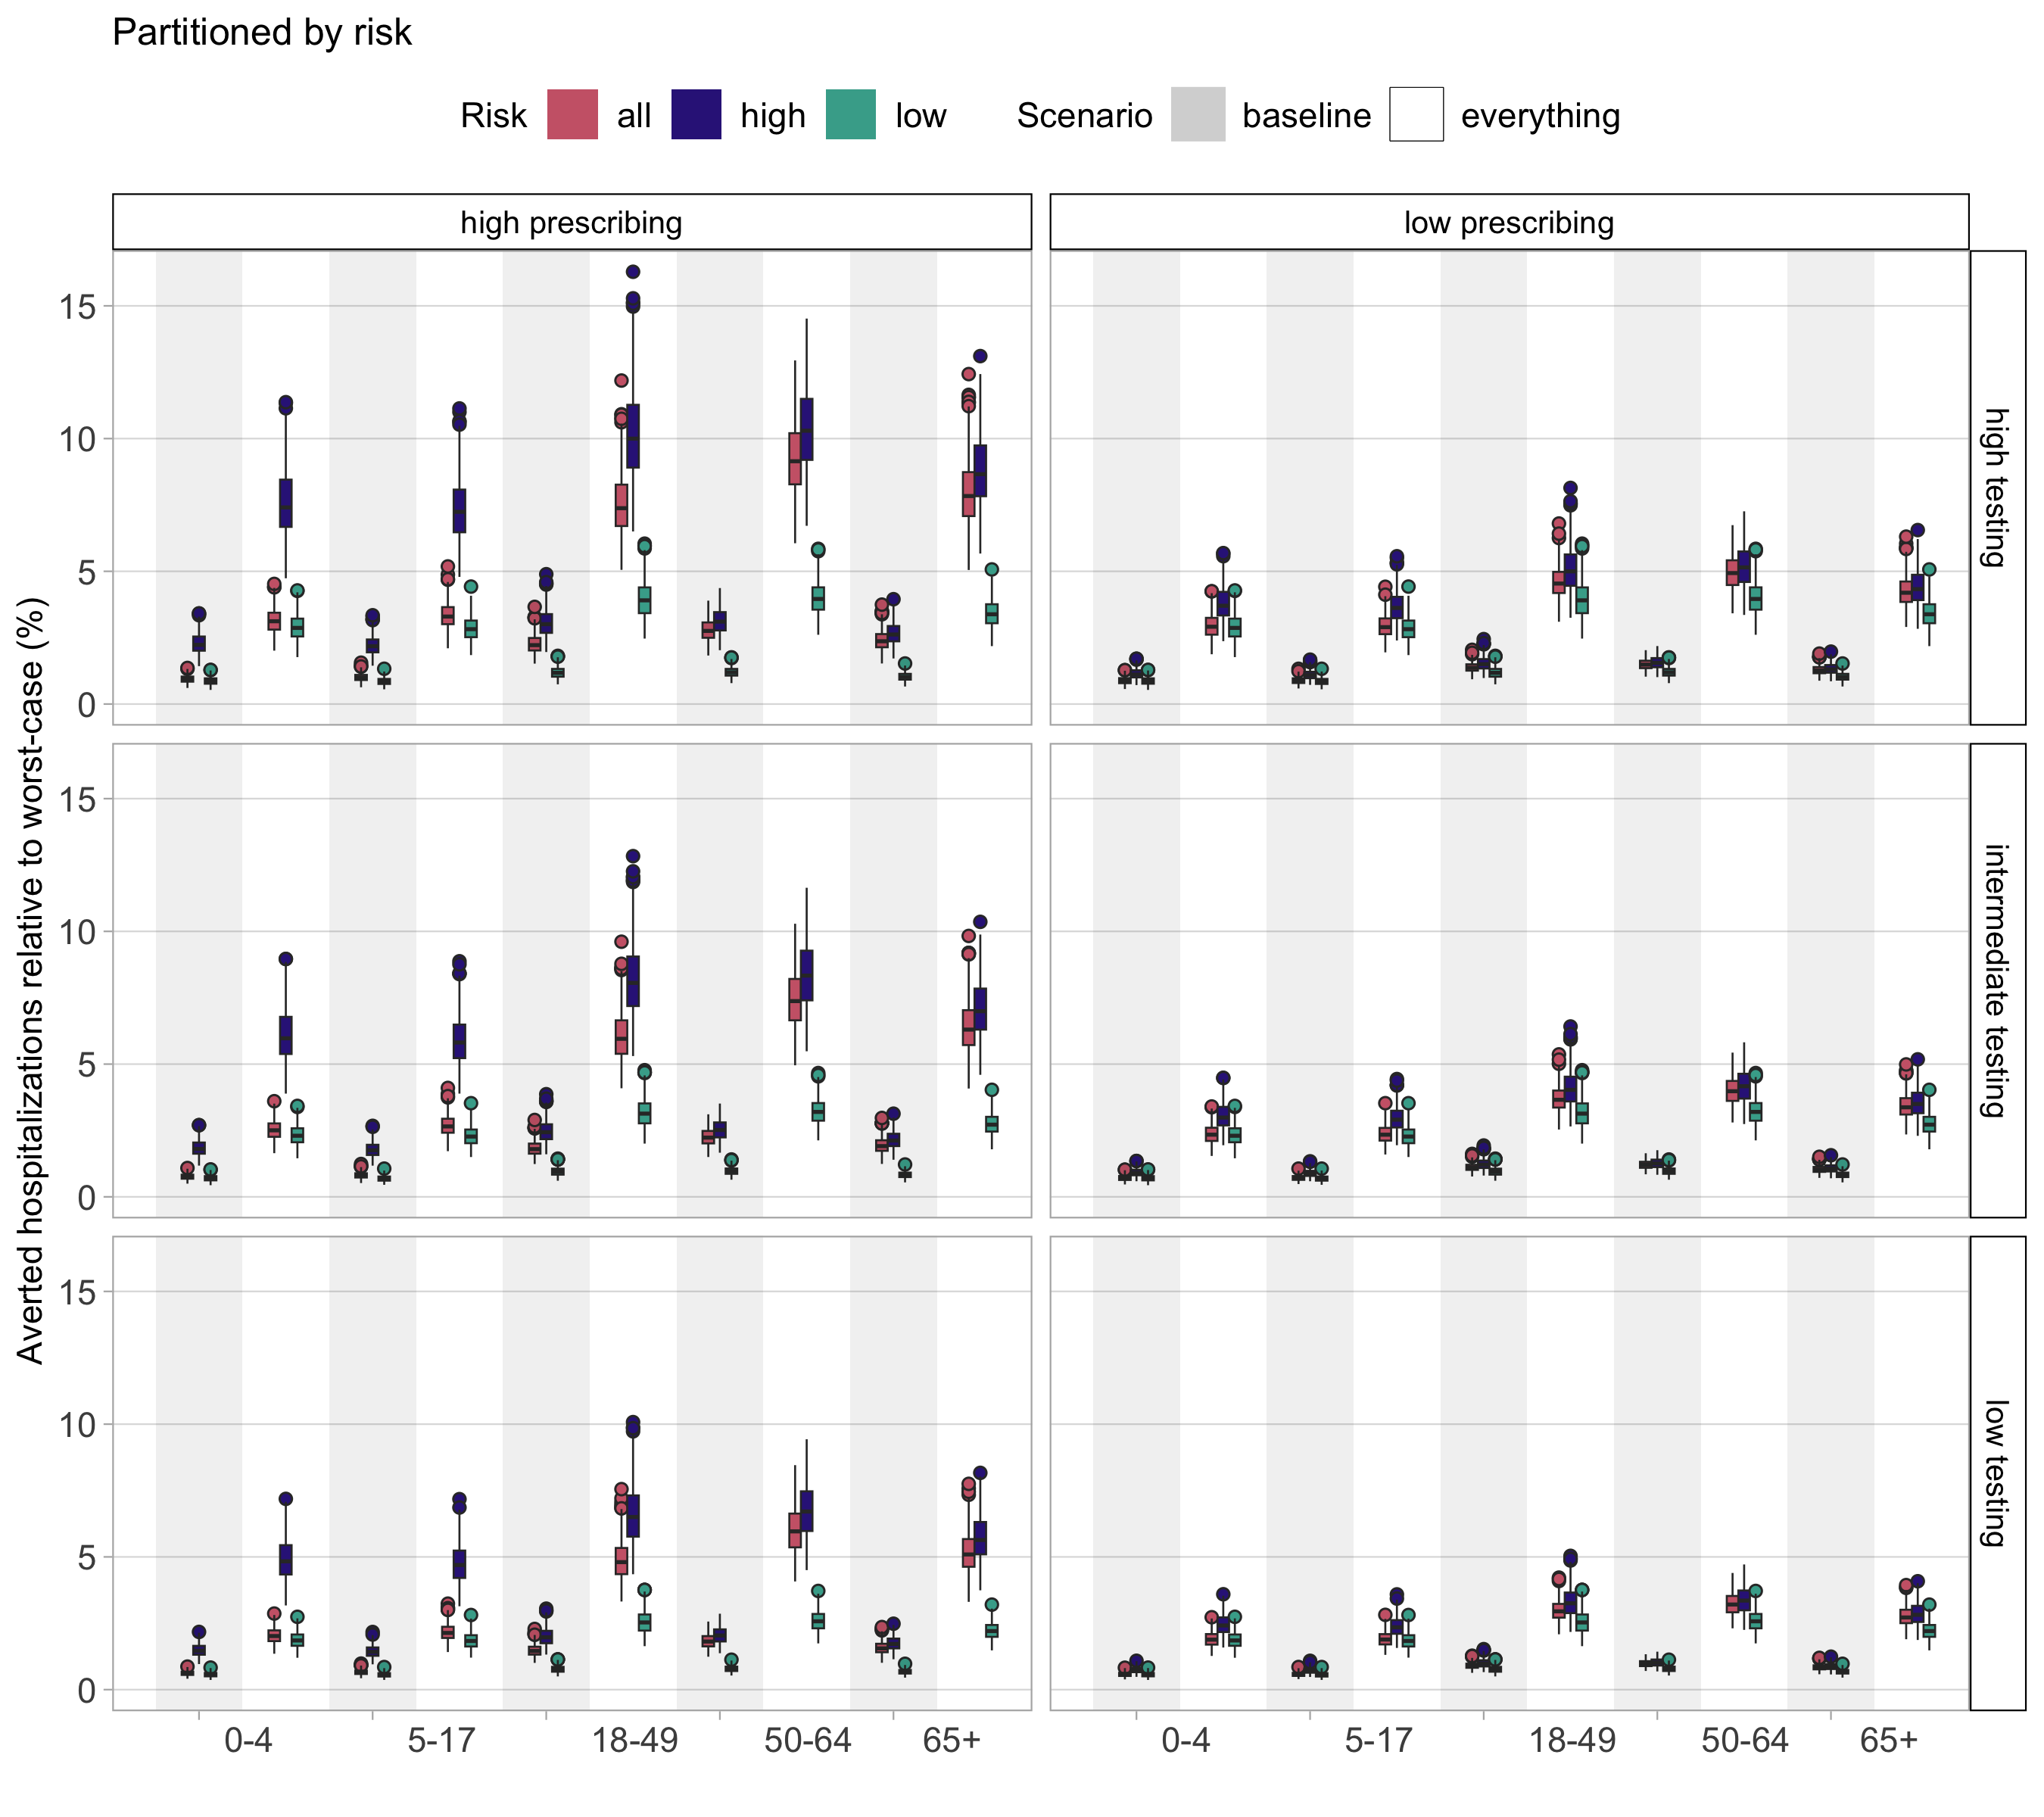 Partitioned by risk
Risk all high low Scenario baseline everything
high prescribing low prescribing
Averted hospitalizations relative to worst-case (%)
15
10
5
0
high testing
15
10
5
0
intermediate testing
15
10
5
0
low testing
0-4 5-17 18-49 50-64 65+ 0-4 5-17 18-49 50-64 65+